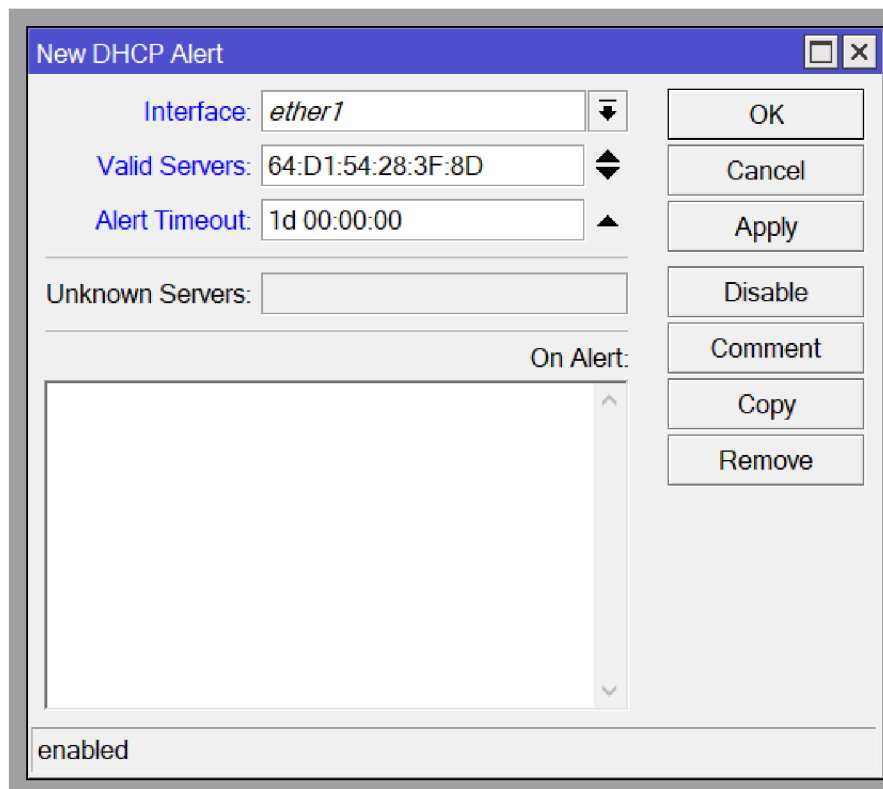 New DHCP Alert
Interface: ether1
Valid Servers: 64:D1:54:28:3F:8D
Alert Timeout: 1d 00:00:00
Unknown Servers:
On Alert:
OK
Cancel
Apply
Disable
Comment
Copy
Remove
enabled